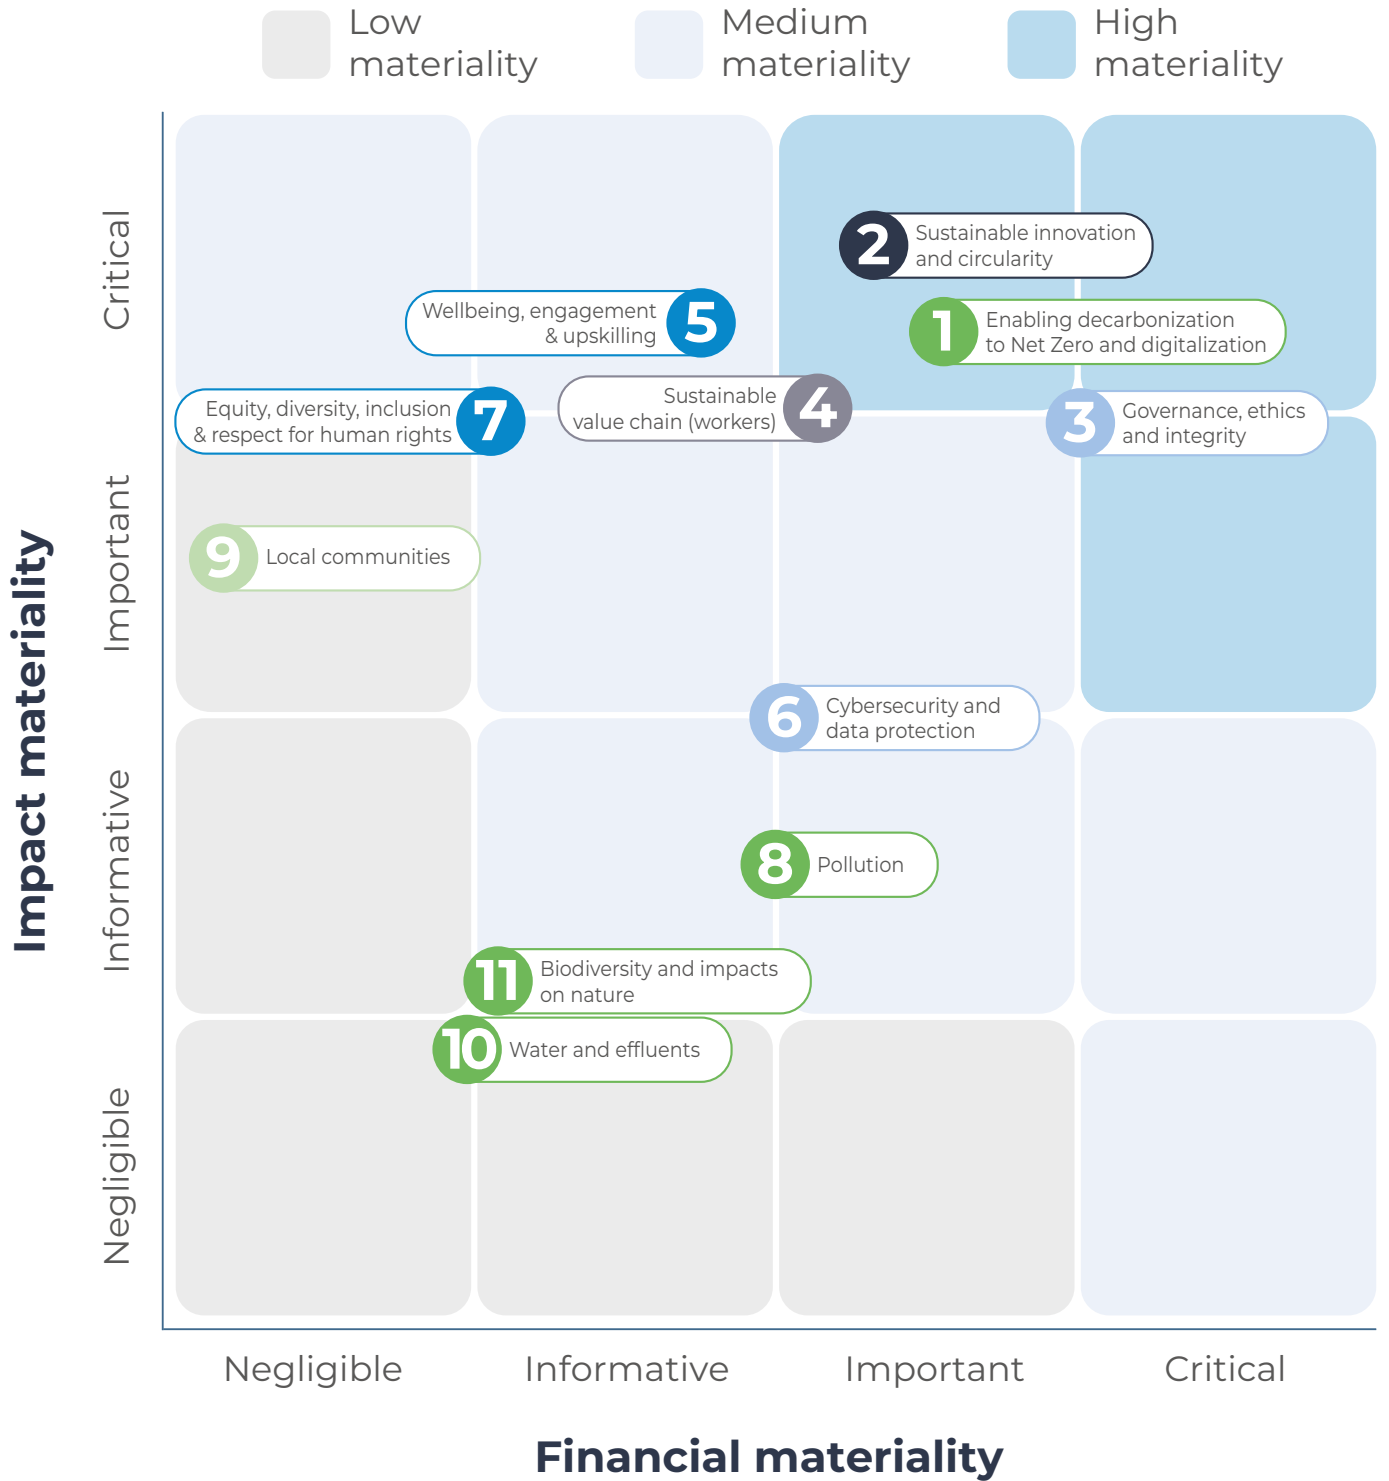 Low
materiality
Medium
materiality
High
materiality
Impact materiality
Critical
Important
Informative
Negligible
2
Sustainable innovation
and circularity
1
Enabling decarbonization
to Net Zero and digitalization
Wellbeing, engagement
& upskilling
5
Sustainable
value chain (workers)
4
Equity, diversity, inclusion
& respect for human rights
7
3
Governance, ethics
and integrity
9
Local communities
6
Cybersecurity and
data protection
8
Pollution
11
Biodiversity and impacts
on nature
10
Water and effluents
Negligible
Informative
Important
Critical
Financial materiality